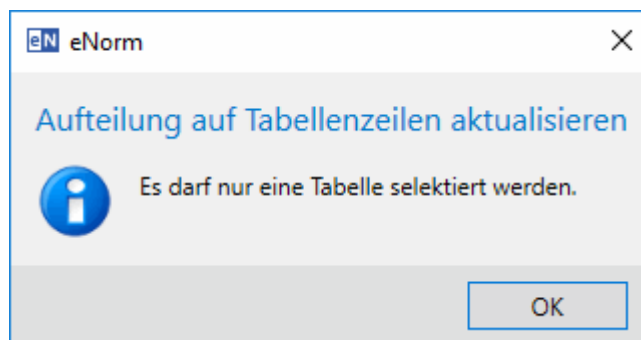 eN eNorm
Aufteilung auf Tabellenzeilen aktualisieren
Es darf nur eine Tabelle selektiert werden.
OK